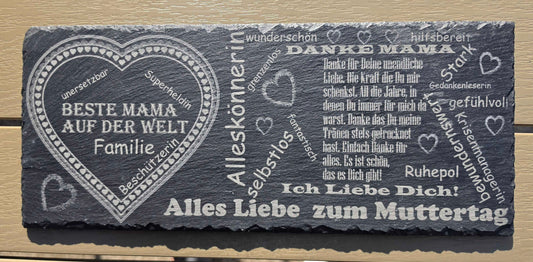 unersetzbar
Superheldin
BESTE MAMA
AUF DER WELT
Familie
Beschützerin
Alleskönnerin
wunderschön
grenzenlos
selbstlos
fantastisch
hilfsbereit
DANKE MAMA
Danke für Deine unendliche
Liebe. Die Kraft die Du mir
schenkst. All die Jahre, in
denen Du immer für mich da
warst. Danke das Du meine
Tränen stets getrocknet
hast. Einfach Danke für
alles. Es ist schön,
das es Dich gibt!
Ich Liebe Dich!
Stark
Gedankenleserin
gefühlvoll
Krisenmanagerin
bewundernswert
Ruhepol
Alles Liebe zum Muttertag